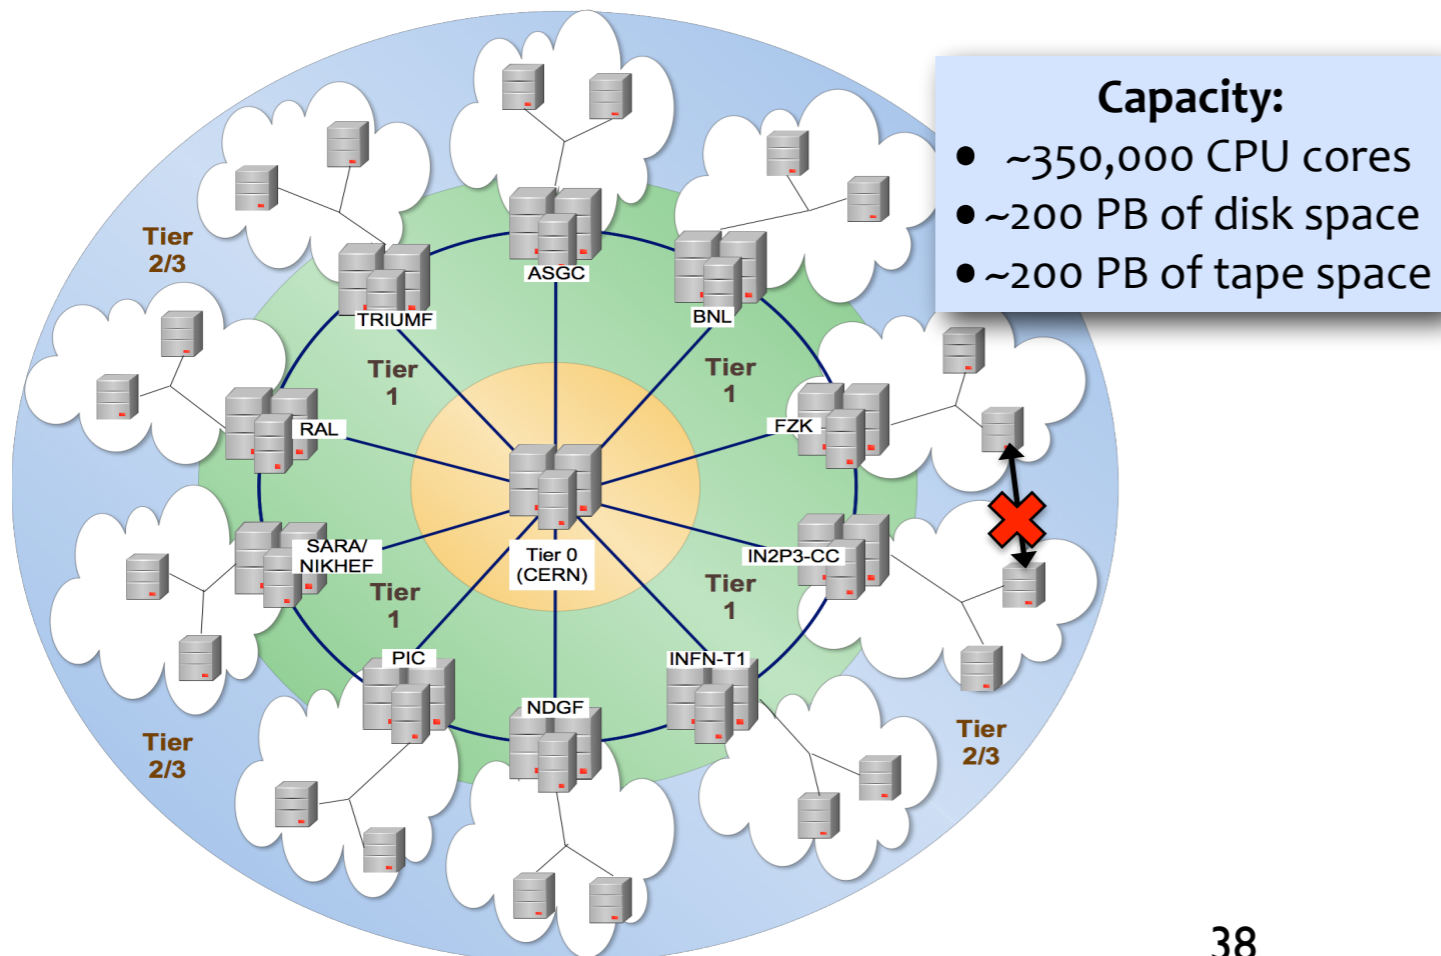 Capacity:
• ~350,000 CPU cores
• ~200 PB of disk space
• ~200 PB of tape space
Tier
2/3
ASGC
TRIUMF
BNL
Tier
1
Tier
1
RAL
FZK
SARA/
NIKHEF
Tier 0
(CERN)
IN2P3-CC
Tier
1
Tier
1
PIC
INFN-T1
NDGF
Tier
2/3
Tier
2/3
38